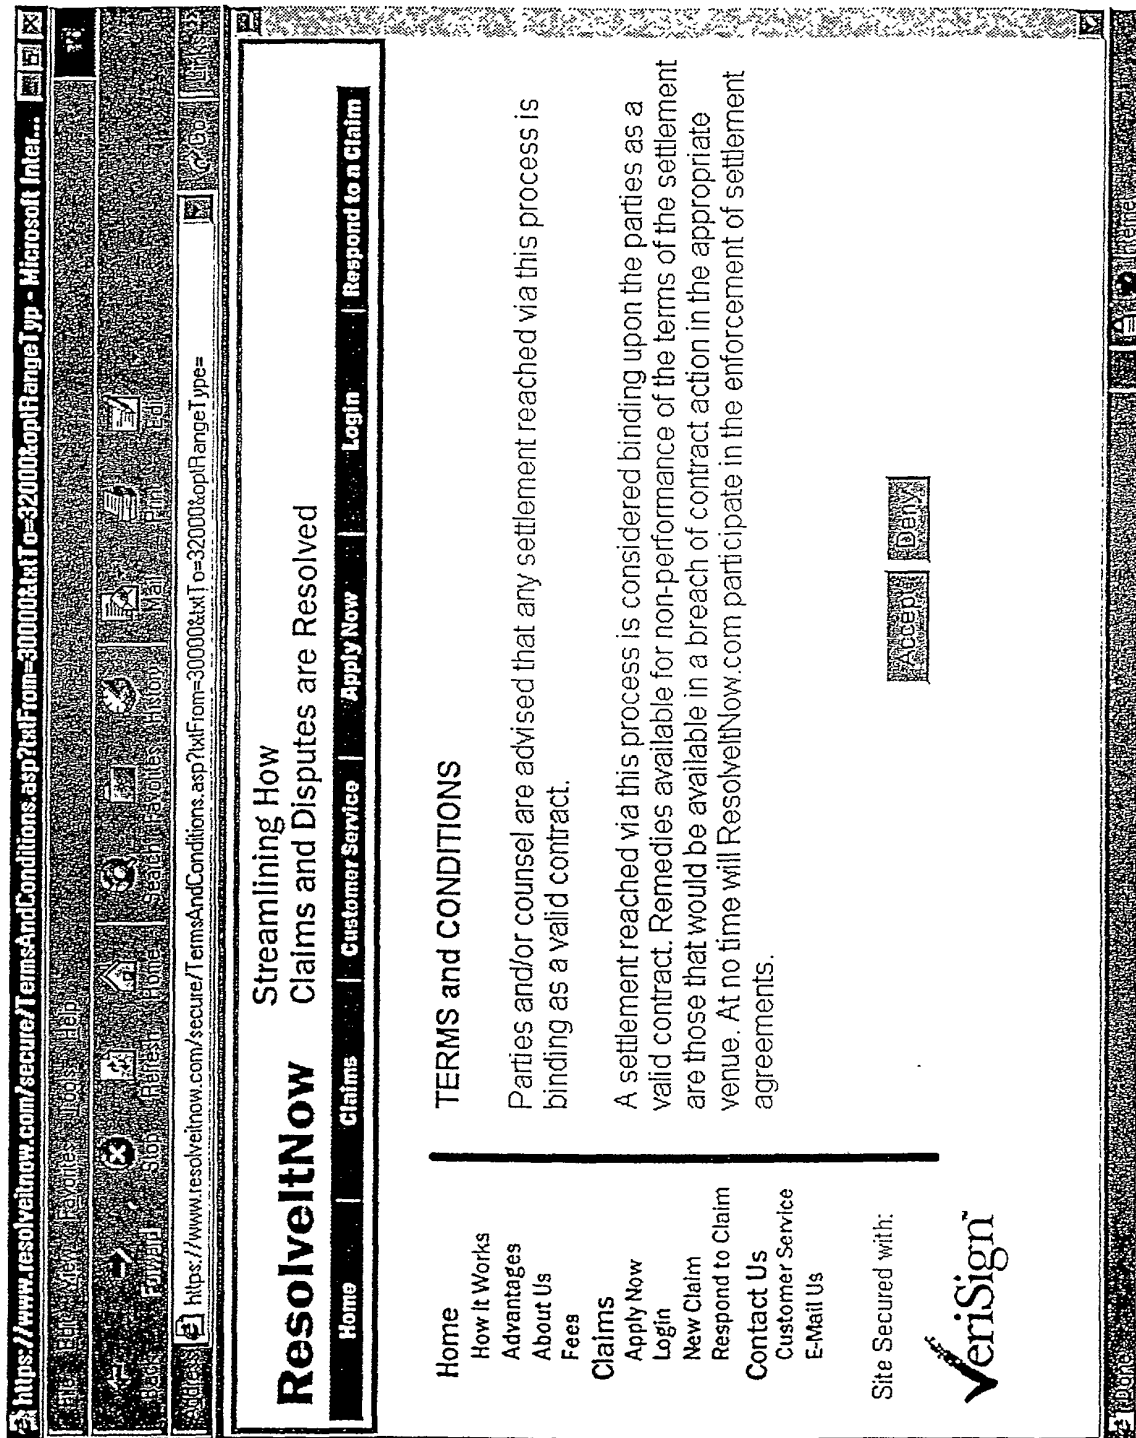 https://www.resolveitnow.com/secure/TermsAndConditions.asp?txtFrom=30000&txtTo=32000&optRangeTyp - Microsoft Inter...
Edit View Favorites Tools Help
Back Forward Stop Refresh Home Search Favorites History Mail Print Edit
Address https://www.resolveitnow.com/secure/TermsAndConditions.asp?txtFrom=30000&txtTo=32000&optRangeType= Go Links
ResolveItNow
Streamlining How
Claims and Disputes are Resolved
Home | Claims | Customer Service | Apply Now | Login | Respond to a Claim
Home
How It Works
Advantages
About Us
Fees
Claims
Apply Now
Login
New Claim
Respond to Claim
Contact Us
Customer Service
E-Mail Us
Site Secured with:
VeriSign™
TERMS and CONDITIONS
Parties and/or counsel are advised that any settlement reached via this process is
binding as a valid contract.
A settlement reached via this process is considered binding upon the parties as a
valid contract. Remedies available for non-performance of the terms of the settlement
are those that would be available in a breach of contract action in the appropriate
venue. At no time will ResolveItNow.com participate in the enforcement of settlement
agreements.
Accept Deny
Done Internet